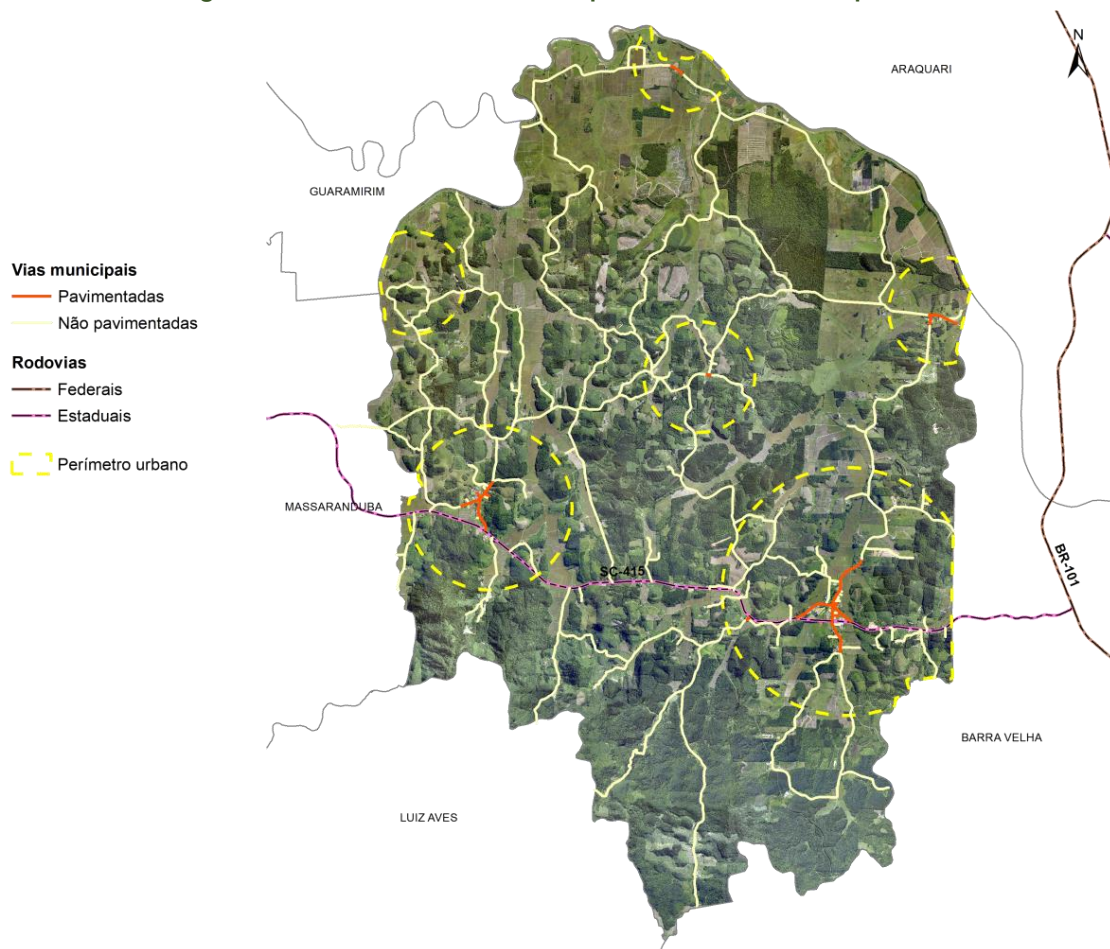 N
ARAQUARI
GUARAMIRIM
Vias municipais
Pavimentadas
Não pavimentadas
Rodovias
Federais
Estaduais
Perímetro urbano
MASSARANDUBA
SC-415
BR-101
BARRA VELHA
LUIZ AVES